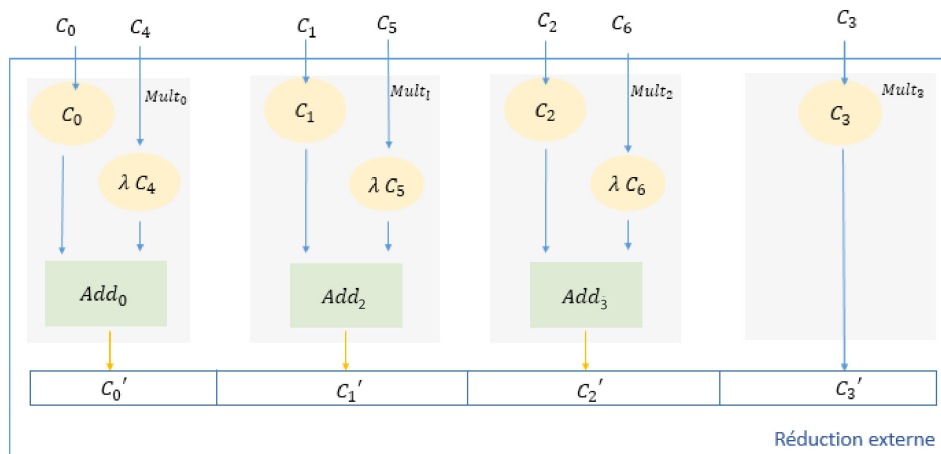 C₀ C₄ C₁ C₅ C₂ C₆ C₃
Mult₀ Multₗ Mult₂ Mult₃
C₀ C₁ C₂ C₃
λ C₄ λ C₅ λ C₆
Add₀ Add₂ Add₃
C₀′ C₁′ C₂′ C₃′
Réduction externe